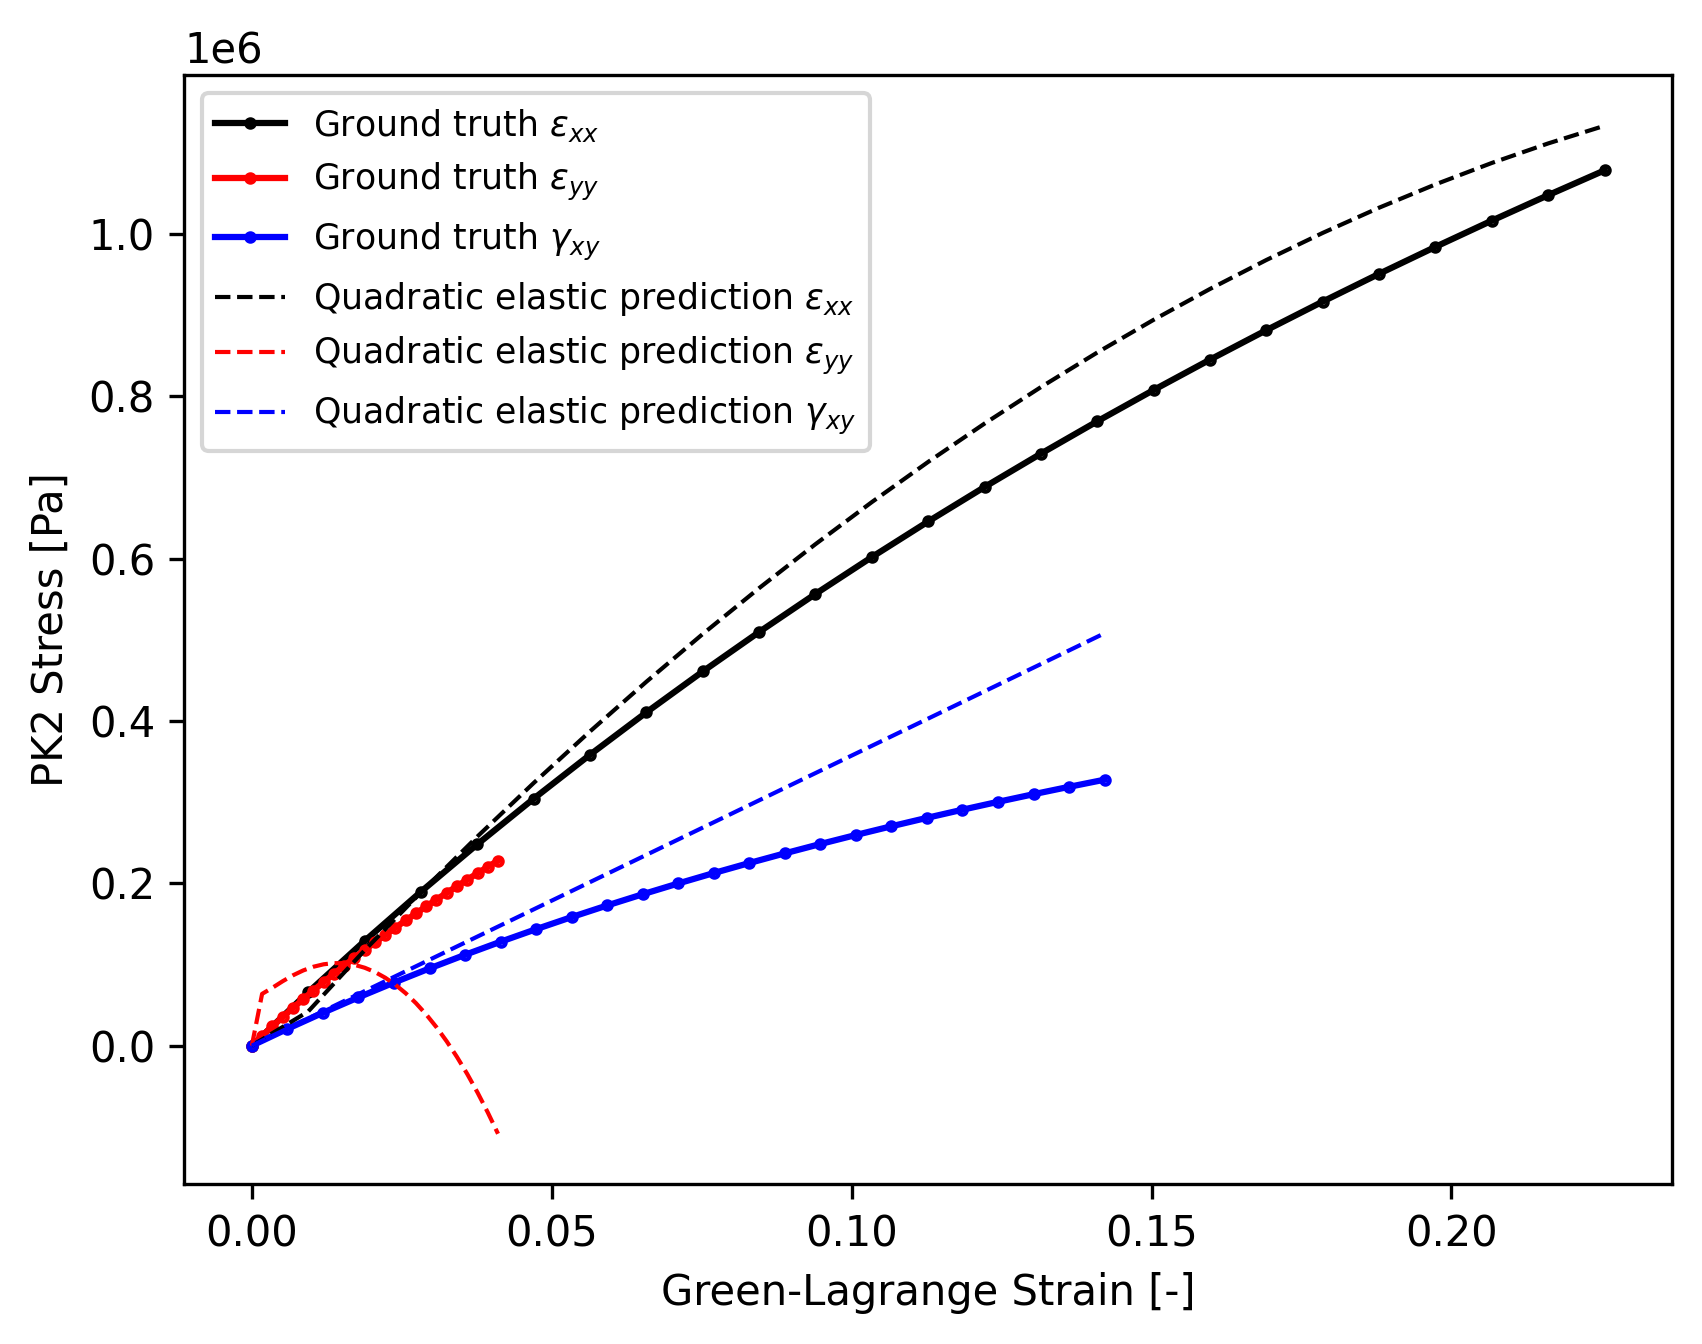 1e6
Ground truth εxx
Ground truth εyy
Ground truth γxy
Quadratic elastic prediction εxx
Quadratic elastic prediction εyy
Quadratic elastic prediction γxy
1.0
0.8
0.6
0.4
0.2
0.0
PK2 Stress [Pa]
0.00 0.05 0.10 0.15 0.20
Green-Lagrange Strain [-]